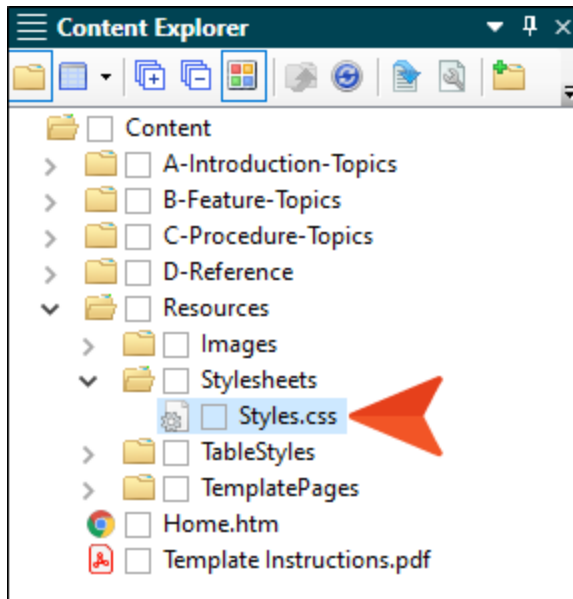 Content Explorer
Content
A-Introduction-Topics
B-Feature-Topics
C-Procedure-Topics
D-Reference
Resources
Images
Stylesheets
Styles.css
TableStyles
TemplatePages
Home.htm
Template Instructions.pdf